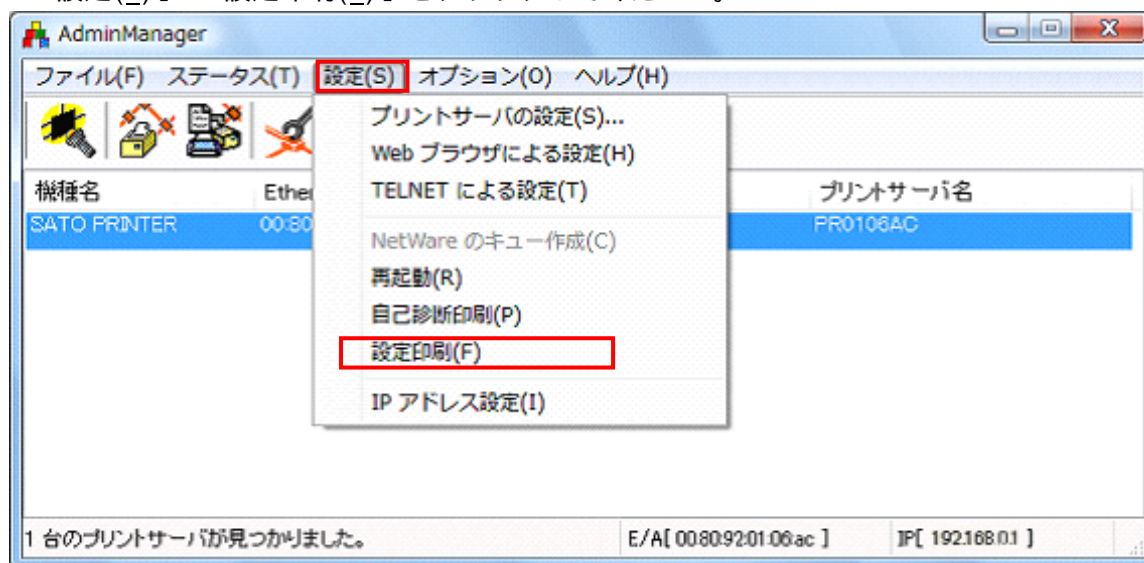 AdminManager
ファイル(F) ステータス(T) 設定(S) オプション(O) ヘルプ(H)
プリントサーバの設定(S)...
Web ブラウザによる設定(H)
TELNET による設定(T)
NetWare のキュー作成(C)
再起動(R)
自己診断印刷(P)
設定印刷(F)
IP アドレス設定(I)
機種名 Ether プリントサーバ名
SATO PRINTER 00:80 PR0106AC
1 台のプリントサーバが見つかりました。 E/A[ 00:80:92:01:06:ac ] IP[ 192.168.0.1 ]